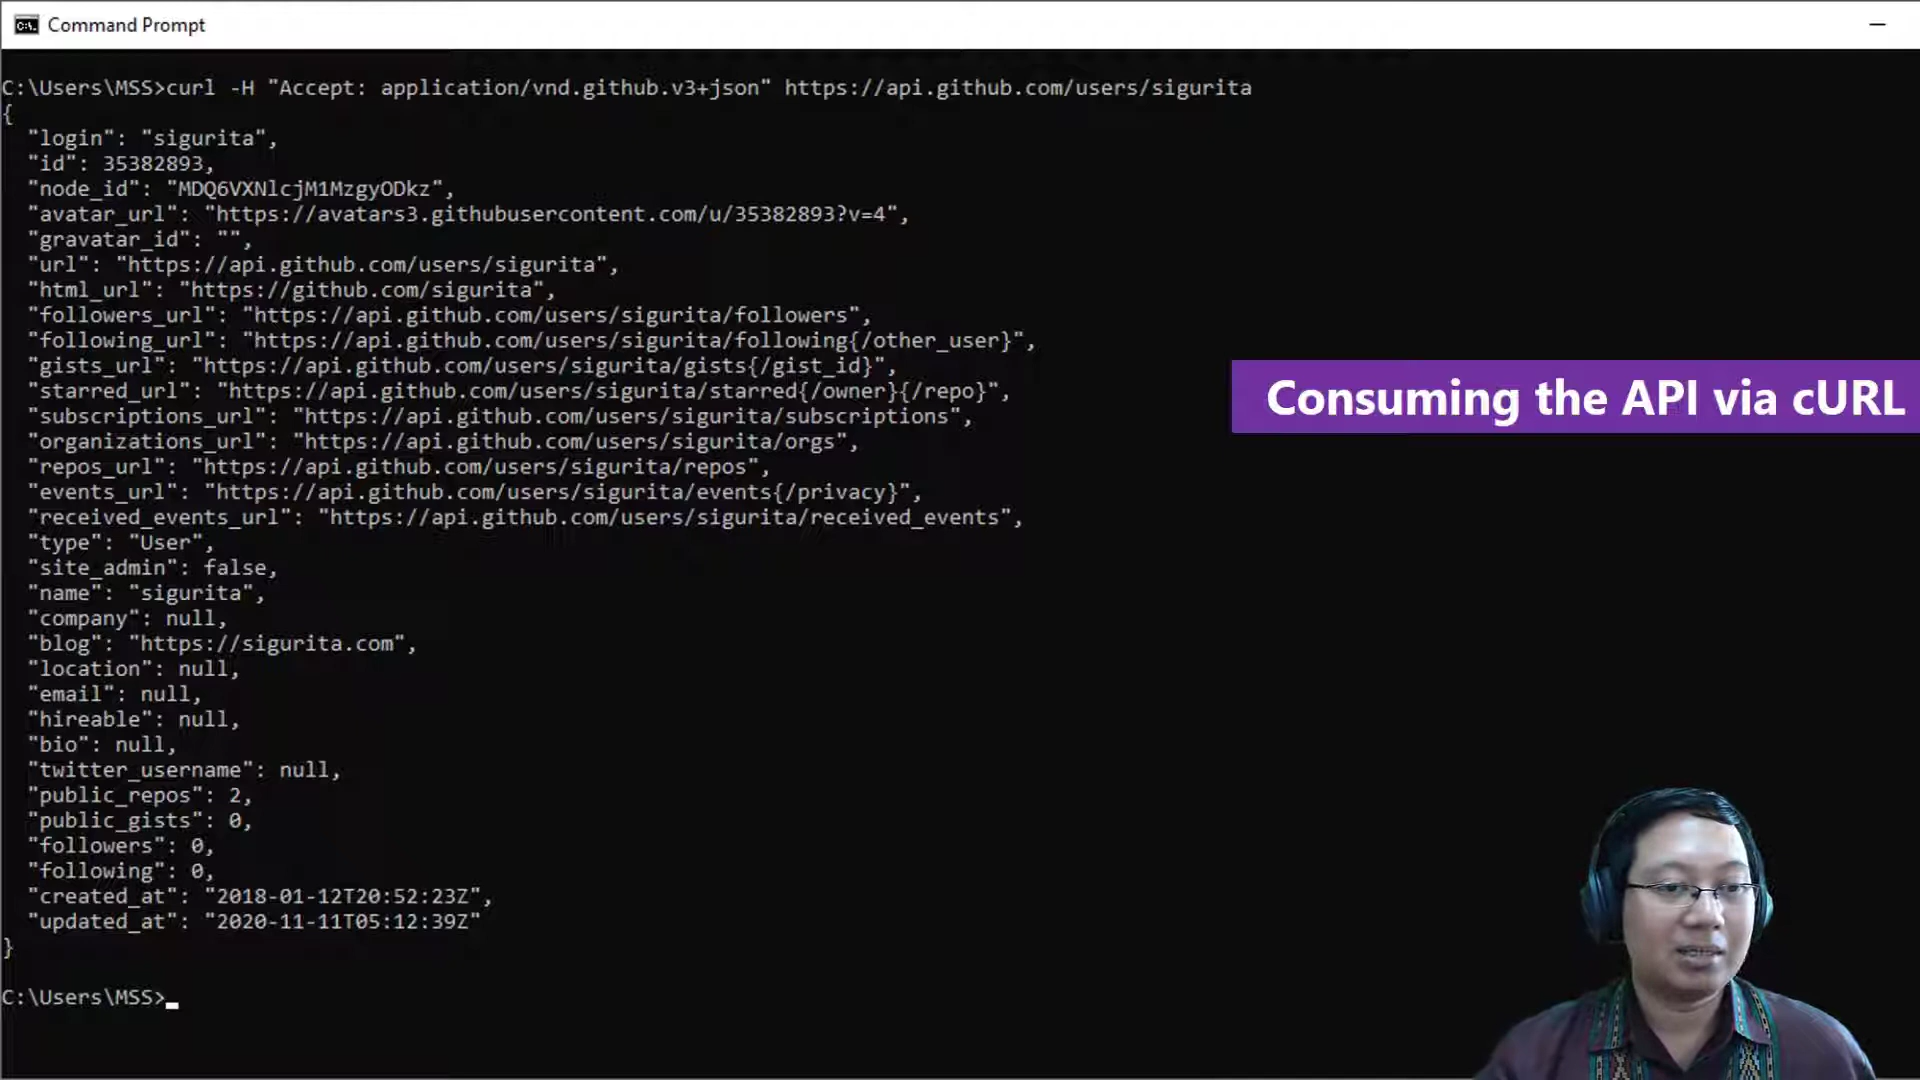 Command Prompt
C:\Users\MSS>curl -H "Accept: application/vnd.github.v3+json" https://api.github.com/users/sigurita
{
"login": "sigurita",
"id": 35382893,
"node_id": "MDQ6VXNlcjM1MzgyODkz",
"avatar_url": "https://avatars3.githubusercontent.com/u/35382893?v=4",
"gravatar_id": "",
"url": "https://api.github.com/users/sigurita",
"html_url": "https://github.com/sigurita",
"followers_url": "https://api.github.com/users/sigurita/followers",
"following_url": "https://api.github.com/users/sigurita/following{/other_user}",
"gists_url": "https://api.github.com/users/sigurita/gists{/gist_id}",
"starred_url": "https://api.github.com/users/sigurita/starred{/owner}{/repo}",
"subscriptions_url": "https://api.github.com/users/sigurita/subscriptions",
"organizations_url": "https://api.github.com/users/sigurita/orgs",
"repos_url": "https://api.github.com/users/sigurita/repos",
"events_url": "https://api.github.com/users/sigurita/events{/privacy}",
"received_events_url": "https://api.github.com/users/sigurita/received_events",
"type": "User",
"site_admin": false,
"name": "sigurita",
"company": null,
"blog": "https://sigurita.com",
"location": null,
"email": null,
"hireable": null,
"bio": null,
"twitter_username": null,
"public_repos": 2,
"public_gists": 0,
"followers": 0,
"following": 0,
"created_at": "2018-01-12T20:52:23Z",
"updated_at": "2020-11-11T05:12:39Z"
}
C:\Users\MSS>
Consuming the API via cURL